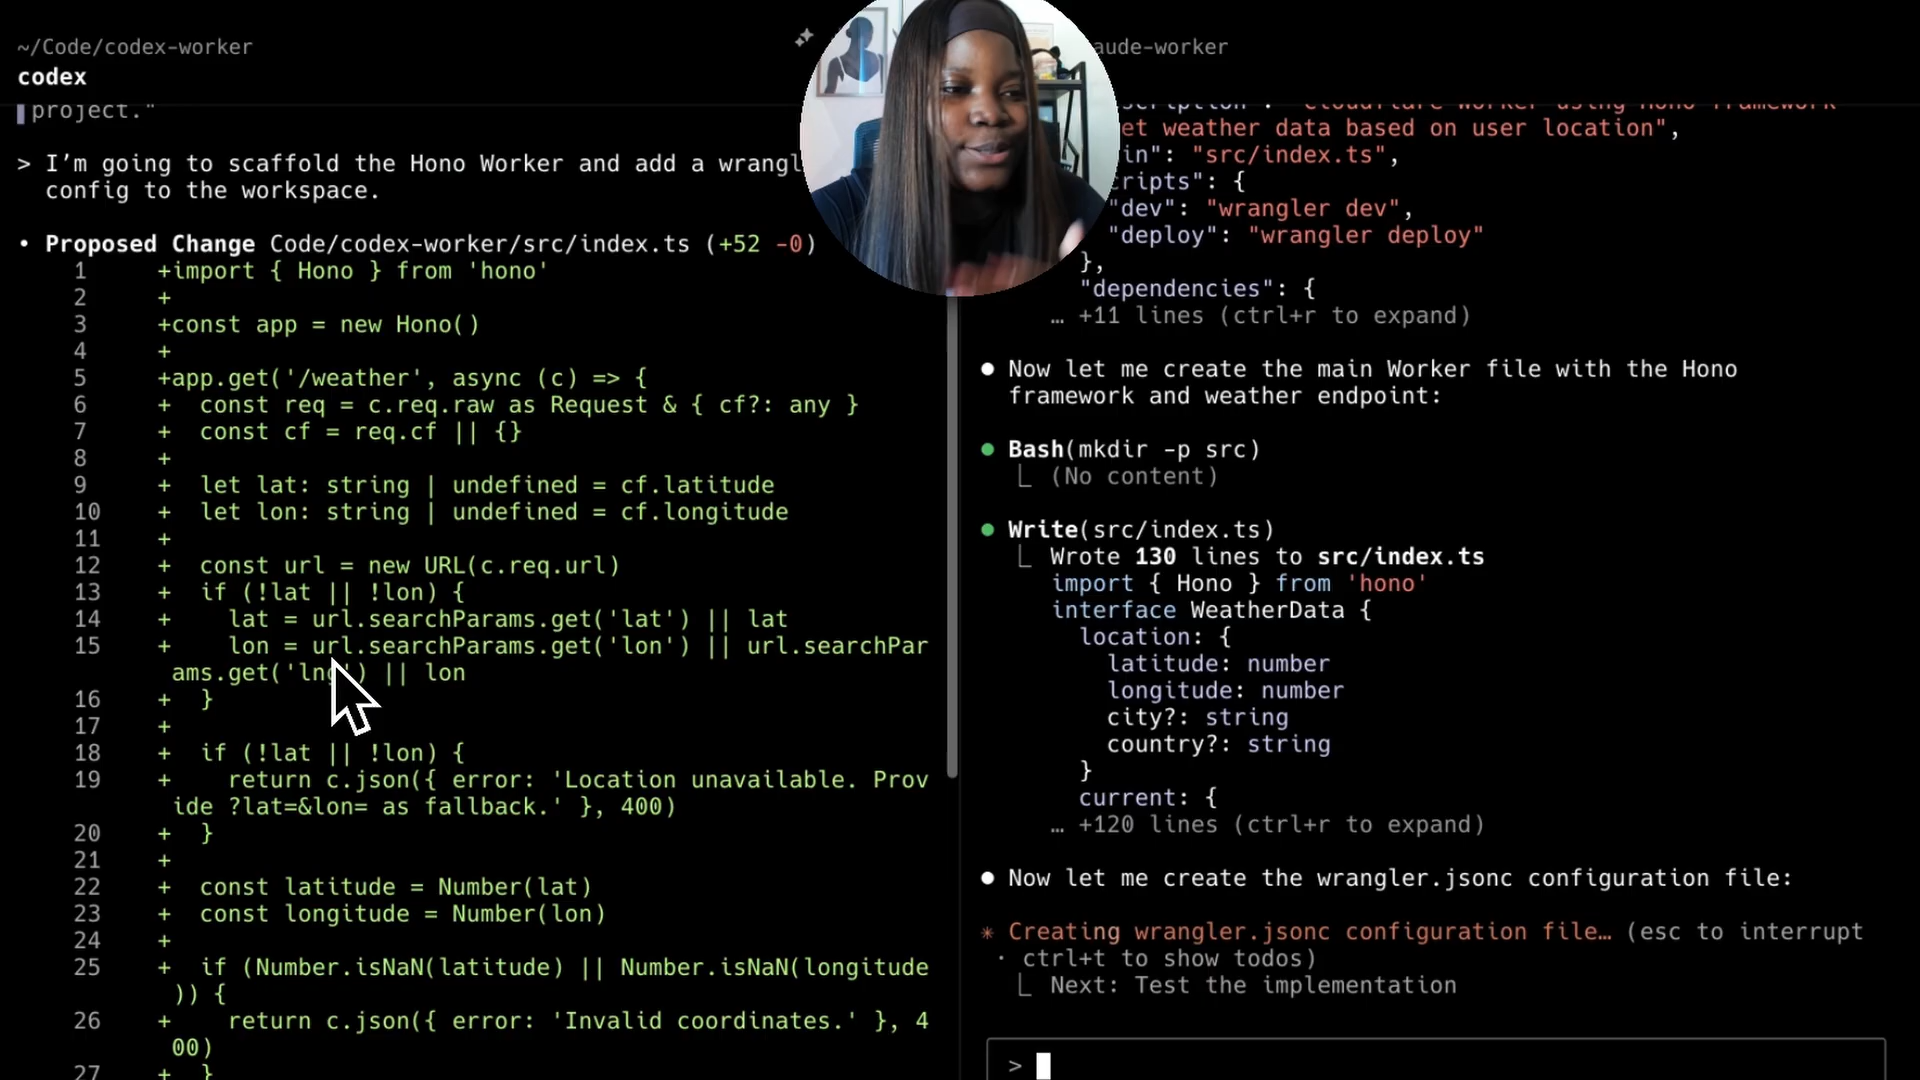 ~/Code/codex-worker
codex
project."
> I’m going to scaffold the Hono Worker and add a wrangl
config to the workspace.
• Proposed Change Code/codex-worker/src/index.ts (+52 -0)
1 +import { Hono } from 'hono'
2 +
3 +const app = new Hono()
4 +
5 +app.get('/weather', async (c) => {
6 + const req = c.req.raw as Request & { cf?: any }
7 + const cf = req.cf || {}
8 +
9 + let lat: string | undefined = cf.latitude
10 + let lon: string | undefined = cf.longitude
11 +
12 + const url = new URL(c.req.url)
13 + if (!lat || !lon) {
14 + lat = url.searchParams.get('lat') || lat
15 + lon = url.searchParams.get('lon') || url.searchPar
ams.get('lng') || lon
16 + }
17 +
18 + if (!lat || !lon) {
19 + return c.json({ error: 'Location unavailable. Prov
ide ?lat=&lon= as fallback.' }, 400)
20 + }
21 +
22 + const latitude = Number(lat)
23 + const longitude = Number(lon)
24 +
25 + if (Number.isNaN(latitude) || Number.isNaN(longitude
)) {
26 + return c.json({ error: 'Invalid coordinates.' }, 4
00)
27 + }
aude-worker
scription": "Cloudflare Worker using Hono framework
et weather data based on user location",
in": "src/index.ts",
cripts": {
"dev": "wrangler dev",
"deploy": "wrangler deploy"
},
"dependencies": {
… +11 lines (ctrl+r to expand)
● Now let me create the main Worker file with the Hono
framework and weather endpoint:
● Bash(mkdir -p src)
⎿ (No content)
● Write(src/index.ts)
⎿ Wrote 130 lines to src/index.ts
import { Hono } from 'hono'
interface WeatherData {
location: {
latitude: number
longitude: number
city?: string
country?: string
}
current: {
… +120 lines (ctrl+r to expand)
● Now let me create the wrangler.jsonc configuration file:
✳ Creating wrangler.jsonc configuration file… (esc to interrupt
· ctrl+t to show todos)
⎿ Next: Test the implementation
>